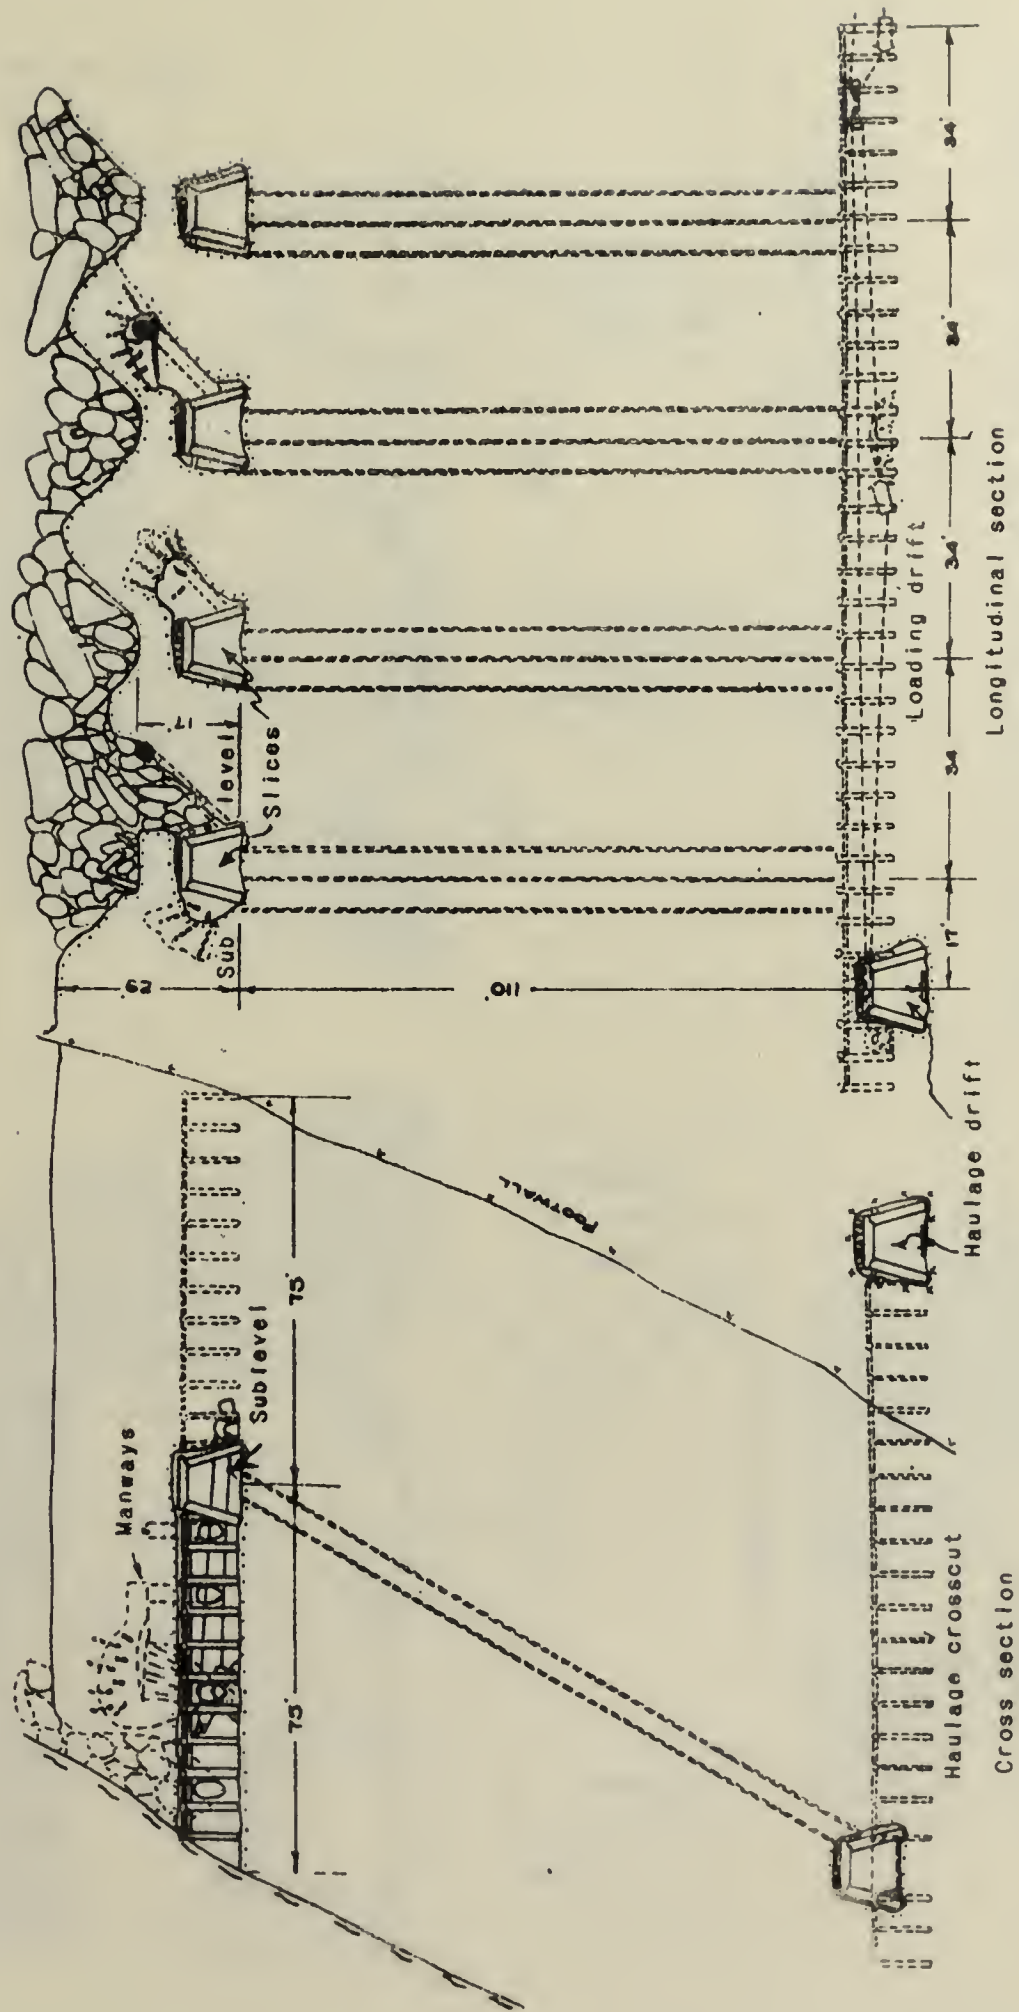 Manways
Sublevel
75'
75'
FOOTWALL
Haulage crosscut
Haulage drift
Cross section
62'
17'
Sub level
Slices
110'
Loading drift
17'
34'
34'
34'
34'
Longitudinal section